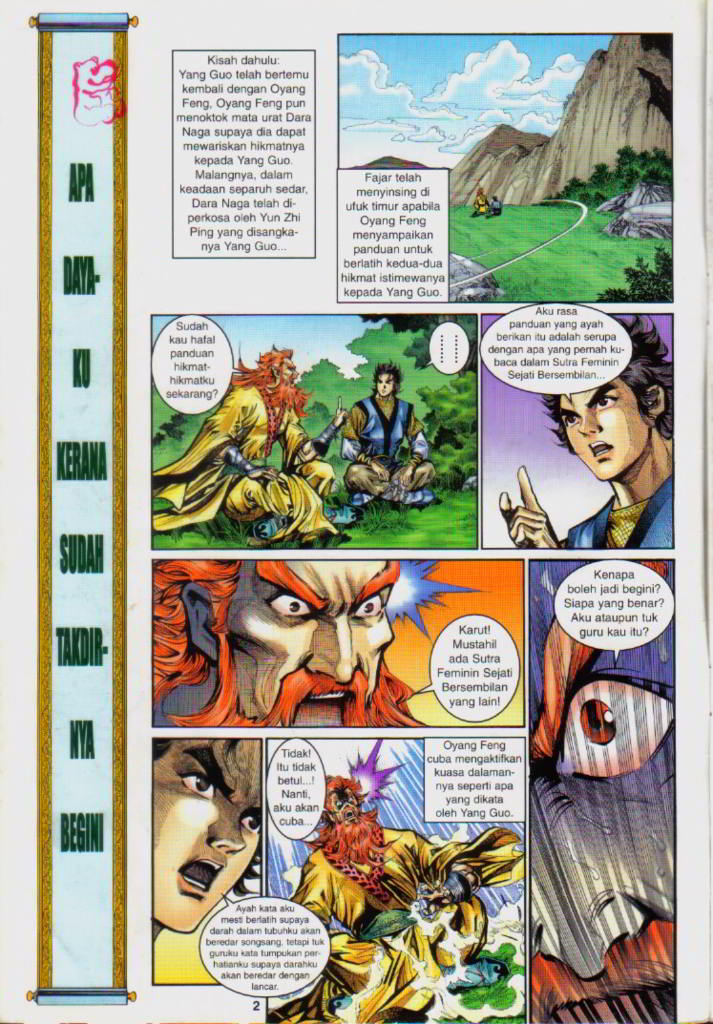 APA
DAYA-
KU
KERANA
SUDAH
TAKDIR-
NYA
BEGINI
Kisah dahulu:
Yang Guo telah bertemu
kembali dengan Oyang
Feng, Oyang Feng pun
menoktok mata urat Dara
Naga supaya dia dapat
mewariskan hikmatnya
kepada Yang Guo.
Malangnya, dalam
keadaan separuh sedar,
Dara Naga telah di-
perkosa oleh Yun Zhi
Ping yang disangka-
nya Yang Guo...
Fajar telah
menyinsing di
ufuk timur apabila
Oyang Feng
menyampaikan
panduan untuk
berlatih kedua-dua
hikmat istimewanya
kepada Yang Guo.
Sudah
kau hafal
panduan
hikmat-
hikmatku
sekarang?
Aku rasa
panduan yang ayah
berikan itu adalah serupa
dengan apa yang pernah ku-
baca dalam Sutra Feminin
Sejati Bersembilan...
Karut!
Mustahil
ada Sutra
Feminin Sejati
Bersembilan
yang lain!
Kenapa
boleh jadi begini?
Siapa yang benar?
Aku ataupun tuk
guru kau itu?
Ayah kata aku
mesti berlatih supaya
darah dalam tubuhku akan
beredar songsang, tetapi tuk
guruku kata tumpukan per-
hatianku supaya darahku
akan beredar dengan
lancar.
Tidak!
Itu tidak
betul...!
Nanti,
aku akan
cuba...
Oyang Feng
cuba mengaktifkan
kuasa dalaman-
nya seperti apa
yang dikata
oleh Yang Guo.
2